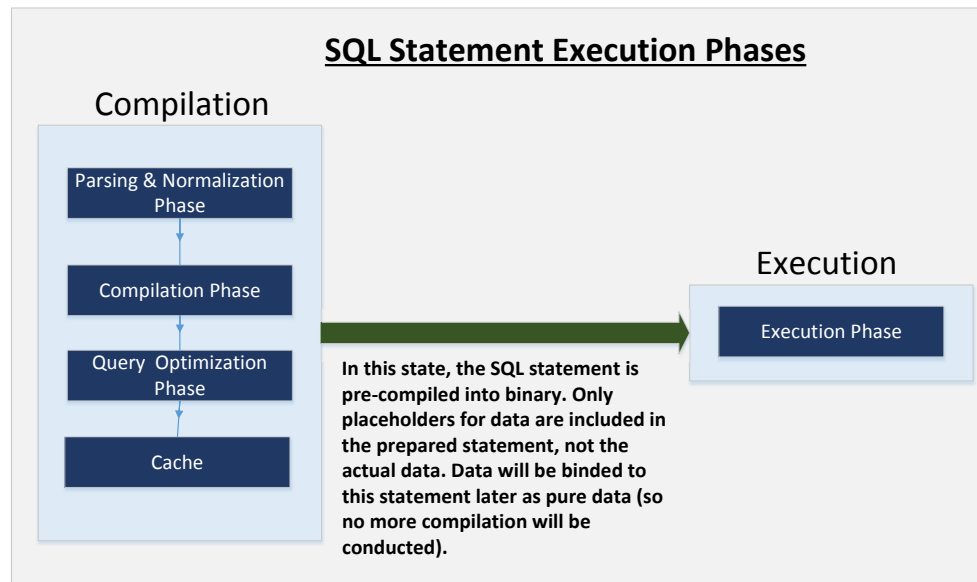 SQL Statement Execution Phases
Compilation
Parsing & Normalization
Phase
Compilation Phase
Query Optimization
Phase
Cache
In this state, the SQL statement is
pre-compiled into binary. Only
placeholders for data are included in
the prepared statement, not the
actual data. Data will be binded to
this statement later as pure data (so
no more compilation will be
conducted).
Execution
Execution Phase